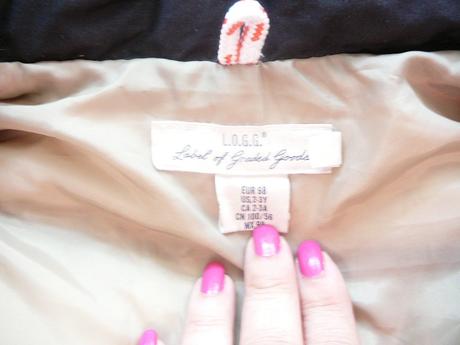 L.O.G.G.®
Label of Graded Goods
EUR 98
US 2-3Y
CA 2-3A
CN 100/56